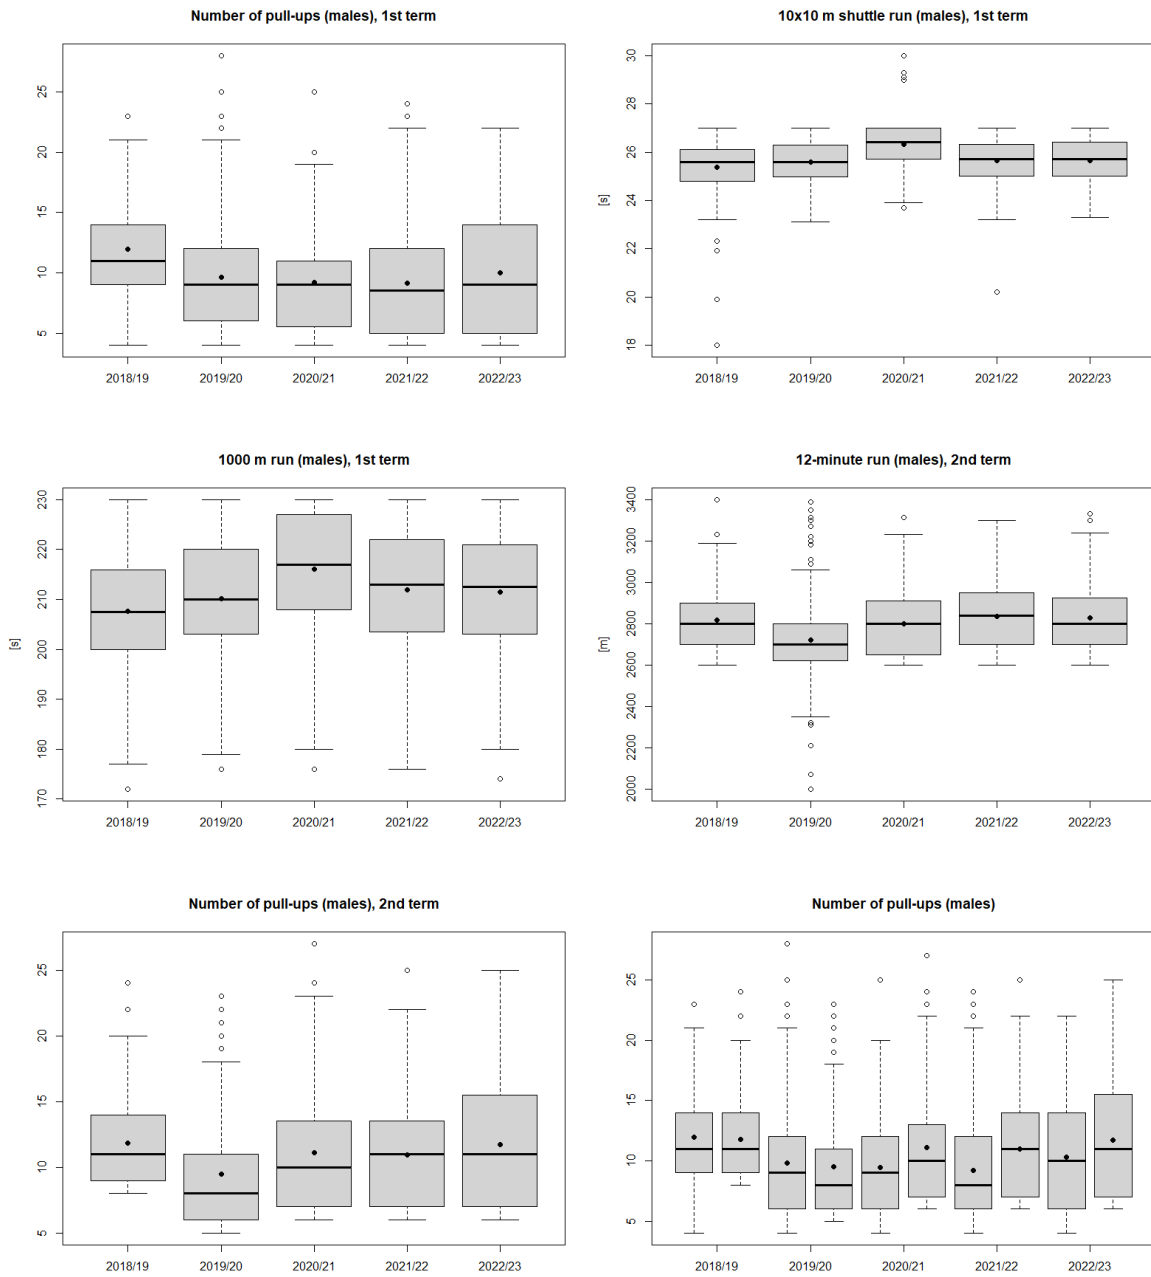 Number of pull-ups (males), 1st term
25
20
15
10
5
2018/19 2019/20 2020/21 2021/22 2022/23
10x10 m shuttle run (males), 1st term
[s]
30
28
26
24
22
20
18
2018/19 2019/20 2020/21 2021/22 2022/23
1000 m run (males), 1st term
[s]
230
220
210
200
190
180
170
2018/19 2019/20 2020/21 2021/22 2022/23
12-minute run (males), 2nd term
[m]
3400
3200
3000
2800
2600
2400
2200
2000
2018/19 2019/20 2020/21 2021/22 2022/23
Number of pull-ups (males), 2nd term
25
20
15
10
5
2018/19 2019/20 2020/21 2021/22 2022/23
Number of pull-ups (males)
25
20
15
10
5
2018/19 2019/20 2020/21 2021/22 2022/23